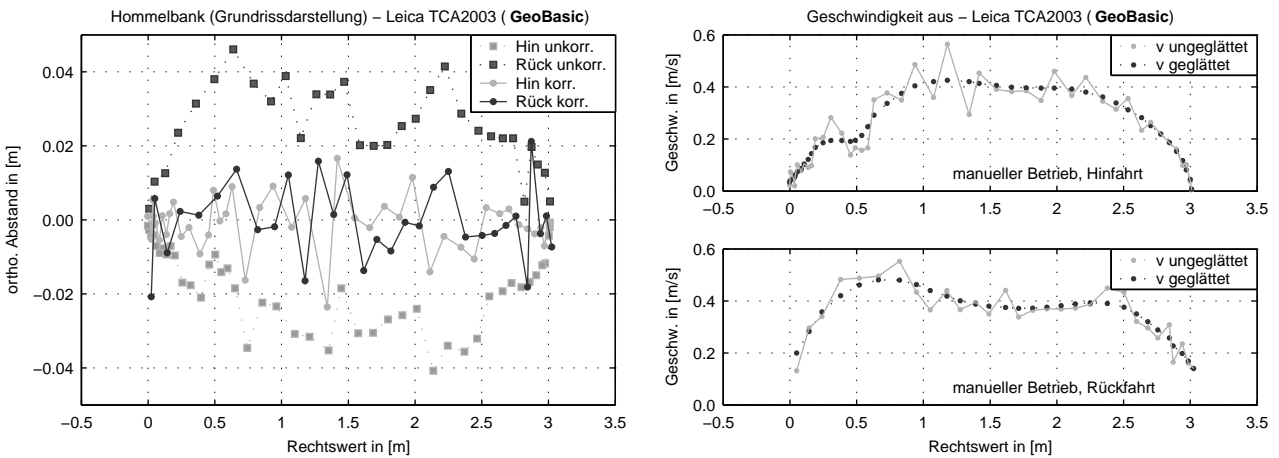 Hommelbank (Grundrissdarstellung) – Leica TCA2003 ( GeoBasic)
ortho. Abstand in [m]
0.04
0.02
0.00
−0.02
−0.04
Hin unkorr.
Rück unkorr.
Hin korr.
Rück korr.
−0.5 0 0.5 1 1.5 2 2.5 3 3.5
Rechtswert in [m]
Geschwindigkeit aus – Leica TCA2003 ( GeoBasic)
Geschw. in [m/s]
0.6
0.4
0.2
0.0
v ungeglättet
v geglättet
manueller Betrieb, Hinfahrt
−0.5 0 0.5 1 1.5 2 2.5 3 3.5
Geschw. in [m/s]
0.6
0.4
0.2
0.0
v ungeglättet
v geglättet
manueller Betrieb, Rückfahrt
−0.5 0 0.5 1 1.5 2 2.5 3 3.5
Rechtswert in [m]